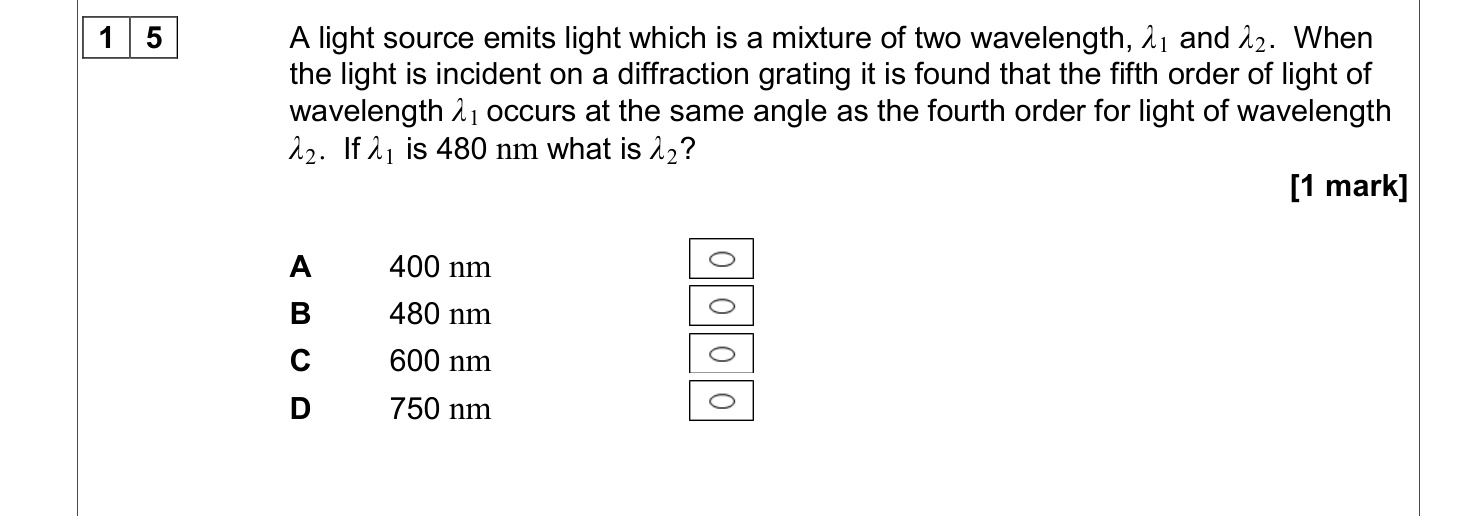 1 5 A light source emits light which is a mixture of two wavelength, λ₁ and λ₂. When
the light is incident on a diffraction grating it is found that the fifth order of light of
wavelength λ₁ occurs at the same angle as the fourth order for light of wavelength
λ₂. If λ₁ is 480 nm what is λ₂?
[1 mark]
A 400 nm
B 480 nm
C 600 nm
D 750 nm